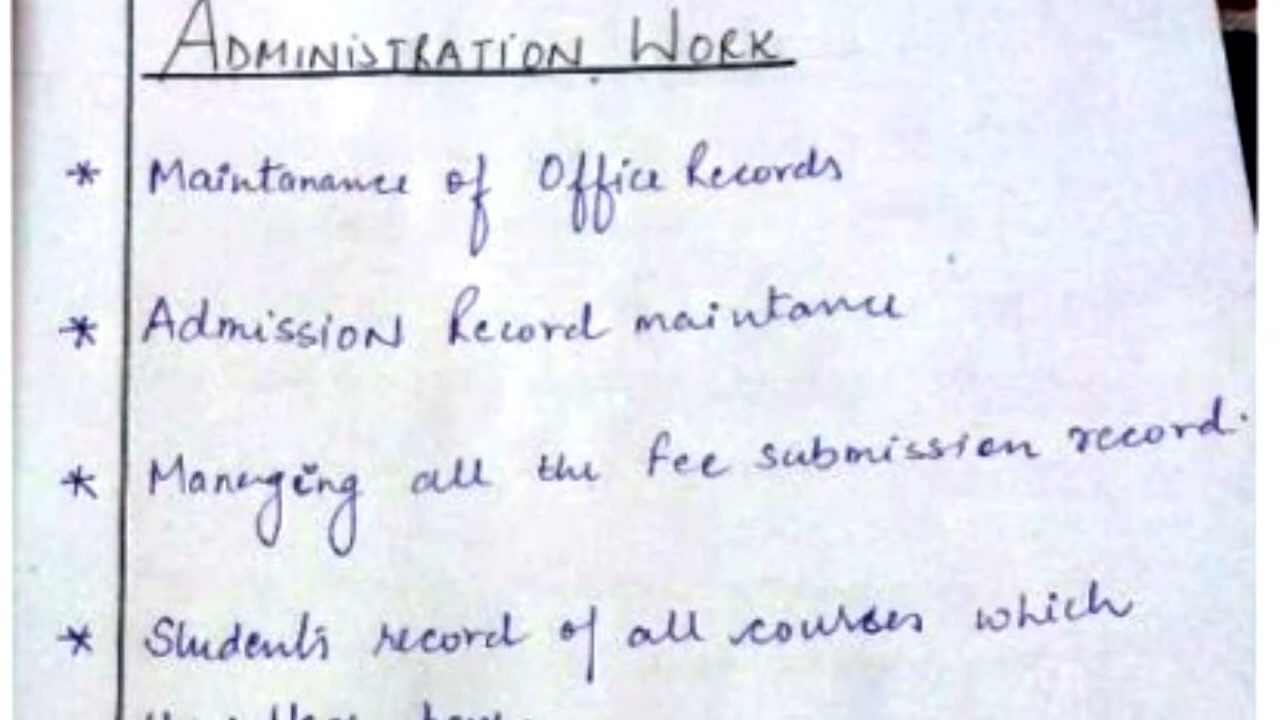 ADMINISTRATION WORK
* Maintanance of Office Records
* Admission Record maintance
* Managing all the fee submission record.
* Students record of all courses which